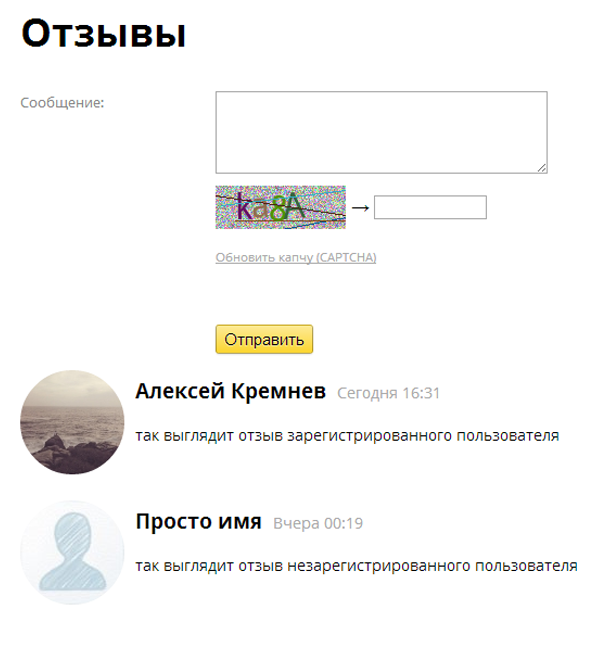 Отзывы
Сообщение:
ka8A →
Обновить капчу (CAPTCHA)
Отправить
Алексей Кремнев Сегодня 16:31
так выглядит отзыв зарегистрированного пользователя
Просто имя Вчера 00:19
так выглядит отзыв незарегистрированного пользователя